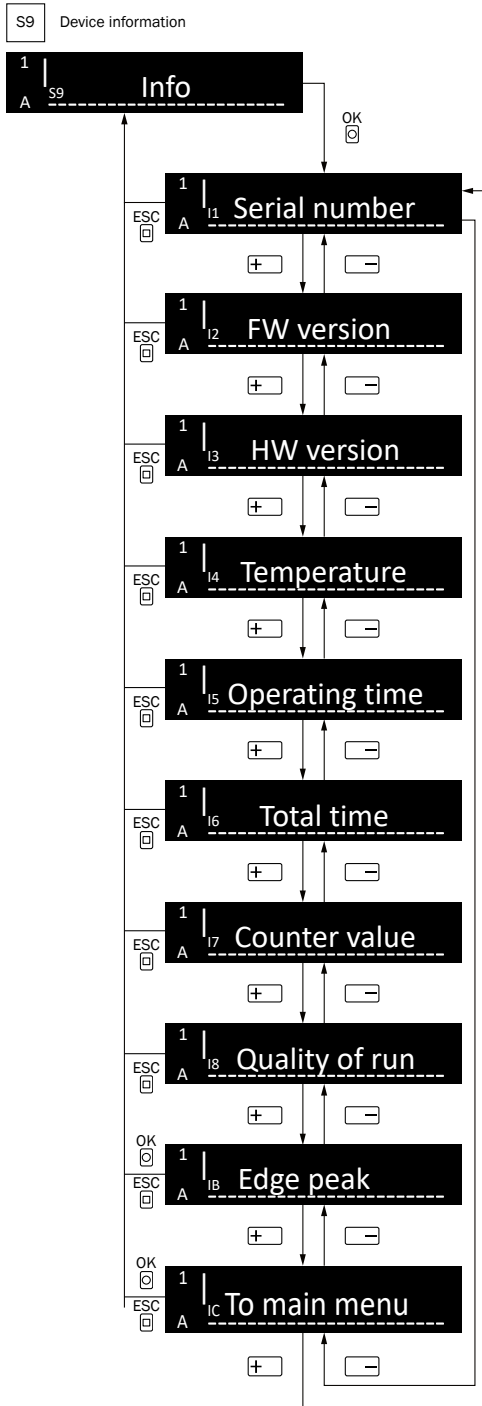 S9 Device information
1
S9 Info
A
OK
1
I1 Serial number
ESC
A
+ −
1
I2 FW version
ESC
A
+ −
1
I3 HW version
ESC
A
+ −
1
I4 Temperature
ESC
A
+ −
1
I5 Operating time
ESC
A
+ −
1
I6 Total time
ESC
A
+ −
1
I7 Counter value
ESC
A
+ −
1
I8 Quality of run
ESC
A
+ −
OK
1
IB Edge peak
ESC
A
+ −
OK
1
IC To main menu
ESC
A
+ −